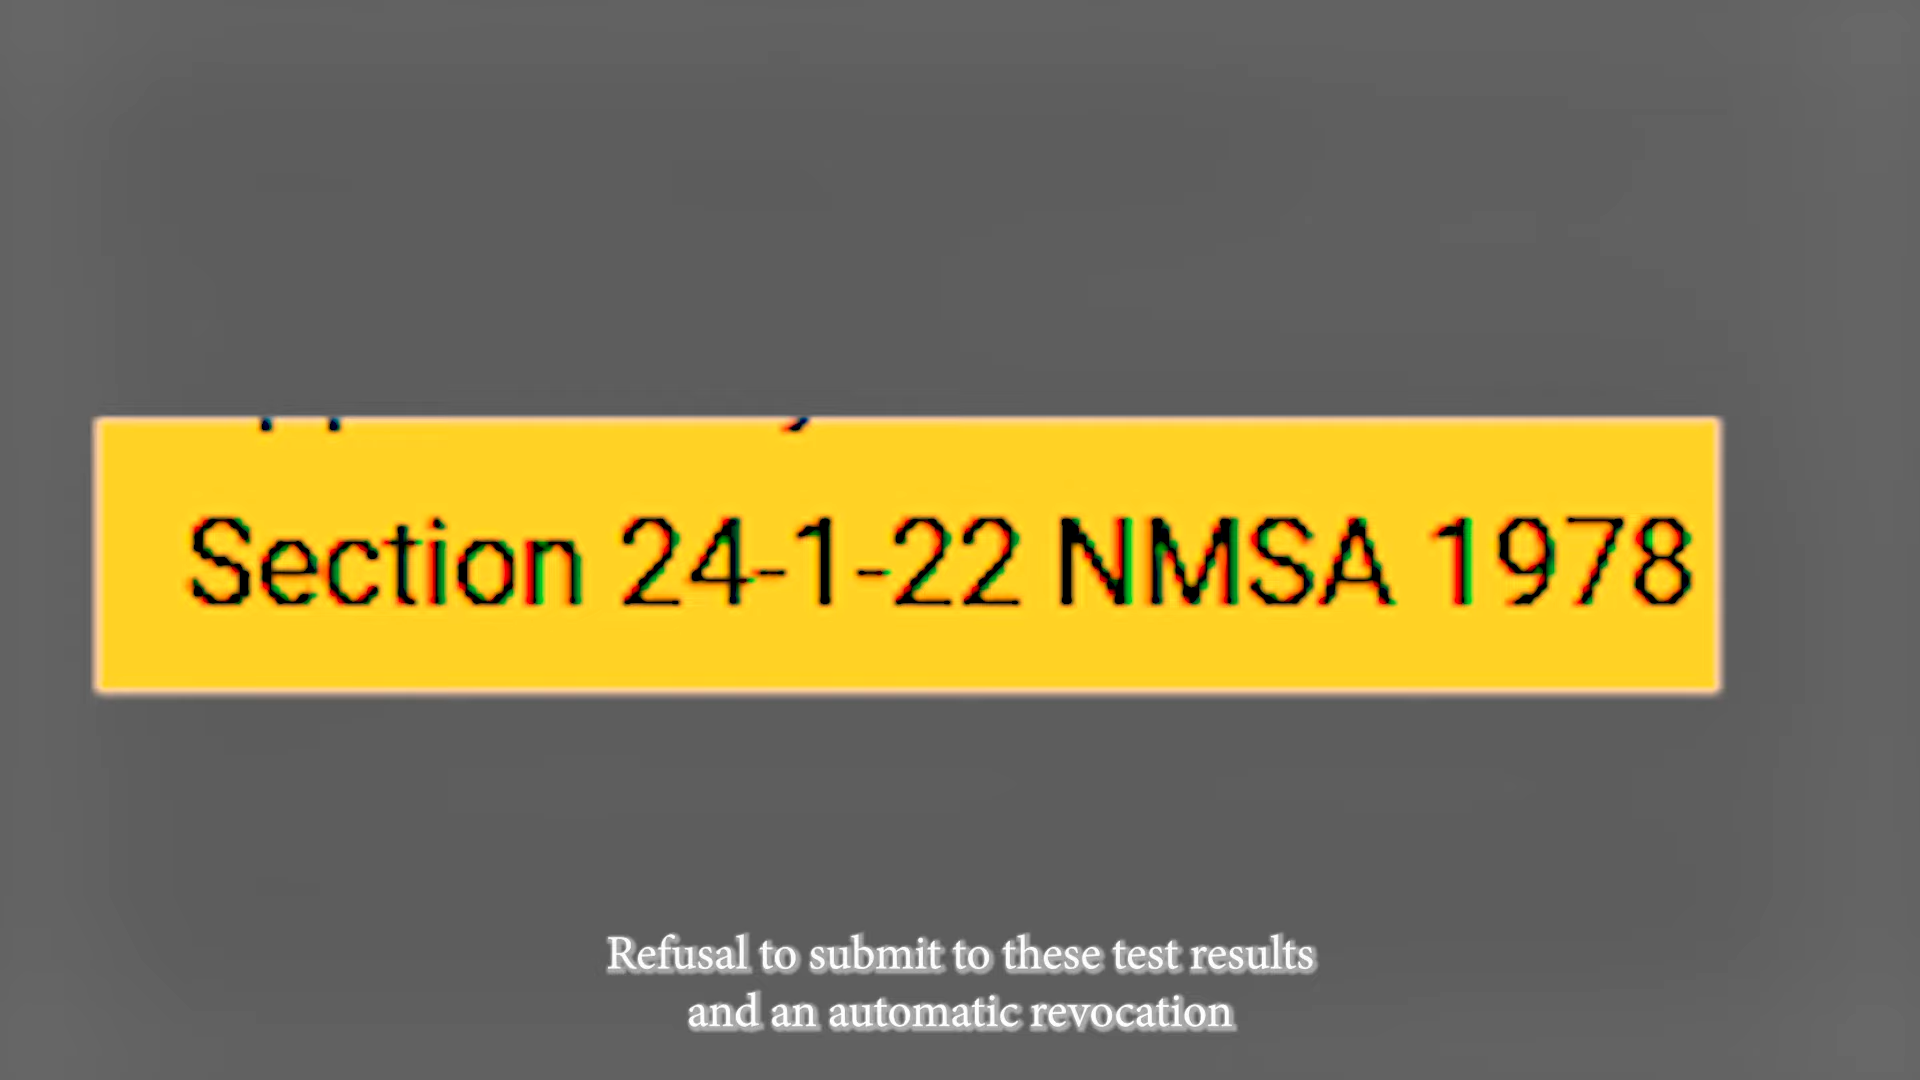 Section 24-1-22 NMSA 1978
Refusal to submit to these test results
and an automatic revocation